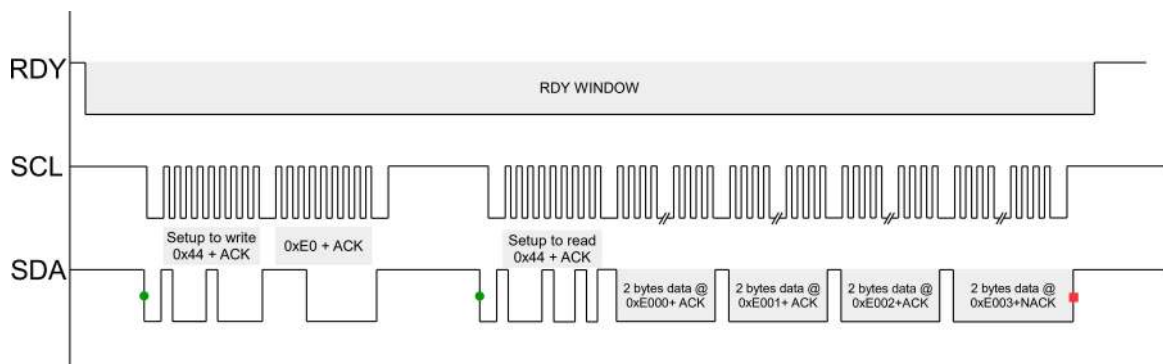 RDY
RDY WINDOW
SCL
Setup to write
0x44 + ACK
0xE0 + ACK
Setup to read
0x44 + ACK
SDA
2 bytes data @
0xE000+ ACK
2 bytes data @
0xE001+ ACK
2 bytes data @
0xE002+ACK
2 bytes data @
0xE003+NACK